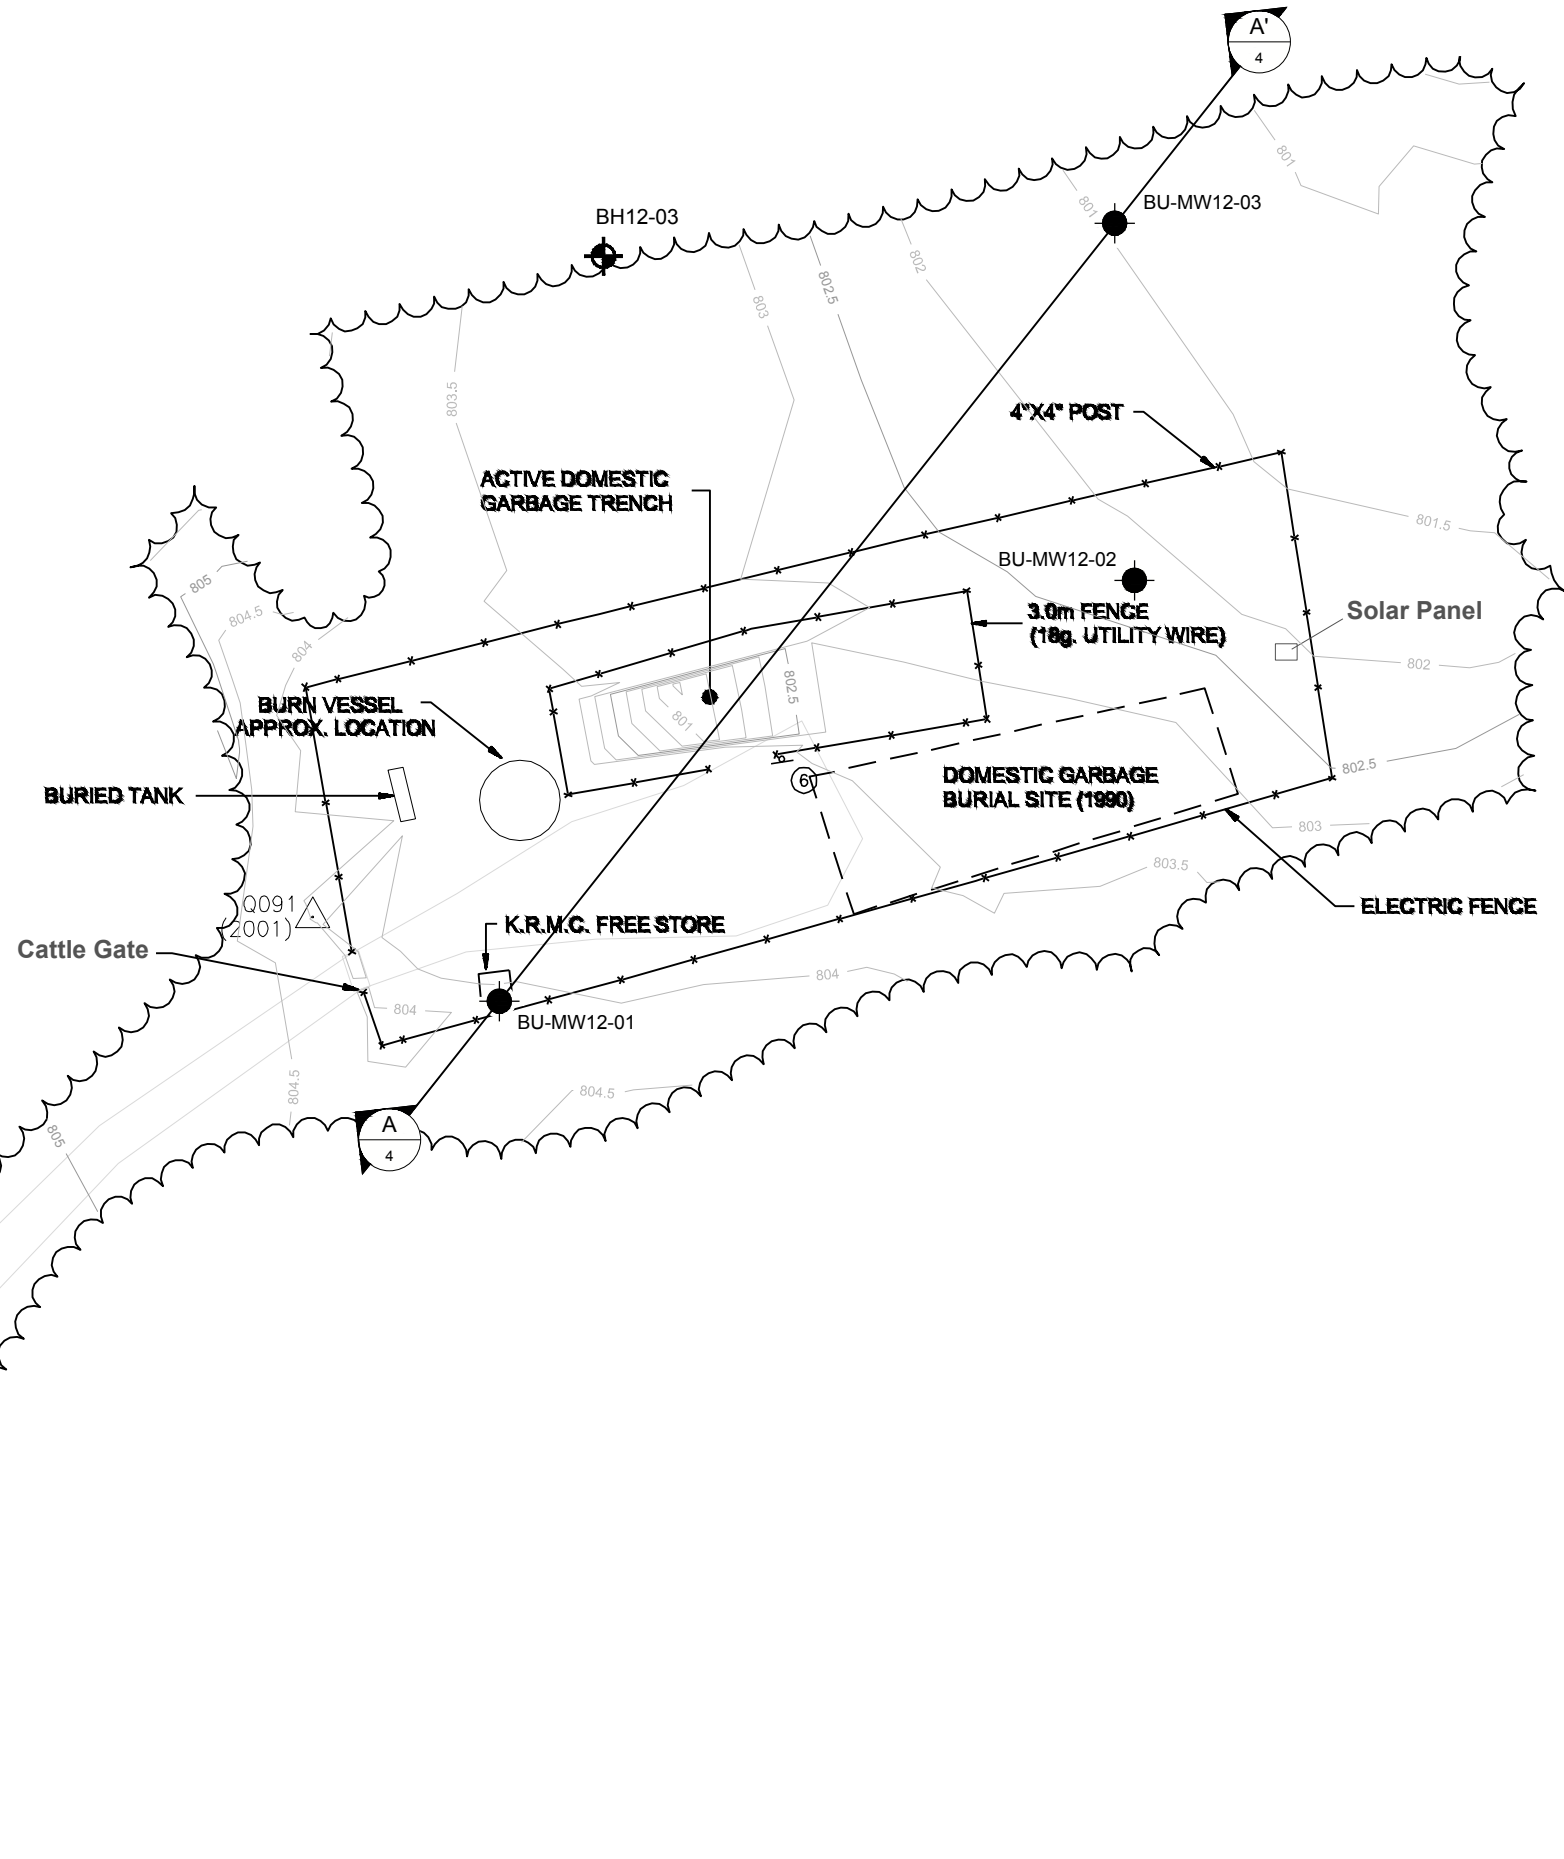 A'
4
801
BU-MW12-03
801
BH12-03
802
802.5
803
803.5
4"X4" POST
ACTIVE DOMESTIC
GARBAGE TRENCH
801.5
BU-MW12-02
805
804.5
3.0m FENCE
(18g. UTILITY WIRE)
Solar Panel
804
802
802.5
BURN VESSEL
APPROX. LOCATION
801
6
6
802.5
DOMESTIC GARBAGE
BURIAL SITE (1990)
BURIED TANK
803
803.5
Q091
(2001)
ELECTRIC FENCE
K.R.M.C. FREE STORE
Cattle Gate
804
804
BU-MW12-01
804.5
804.5
A
4
805